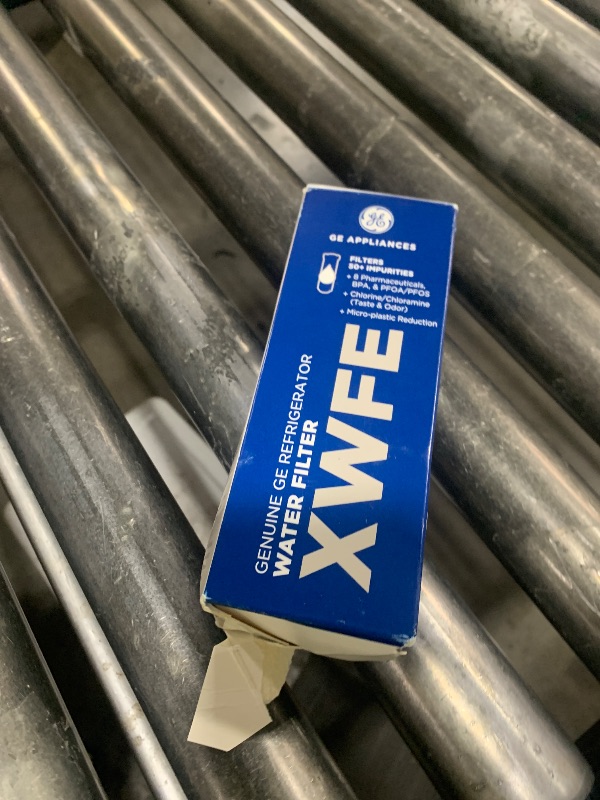 GE
GE APPLIANCES
FILTERS
50+ IMPURITIES
+ 8 Pharmaceuticals,
BPA, & PFOA/PFOS
+ Chlorine/Chloramine
(Taste & Odor)
+ Micro-plastic Reduction
GENUINE GE REFRIGERATOR
WATER FILTER
XWFE